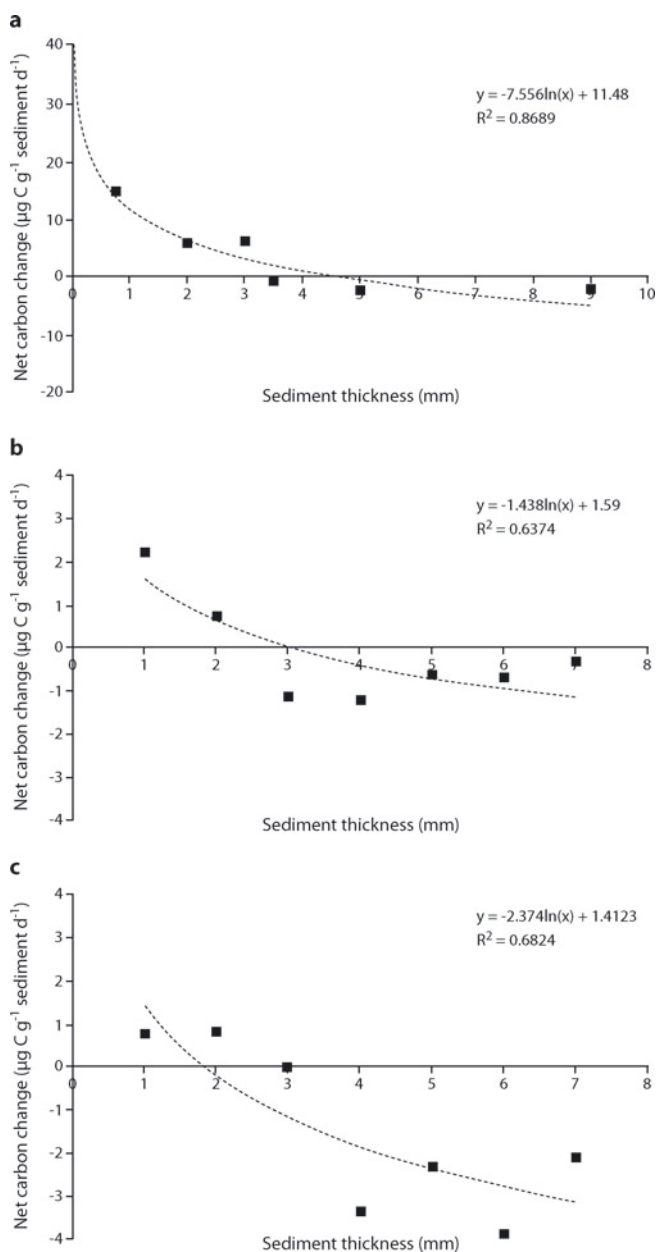 a
Net carbon change (µg C g⁻¹ sediment d⁻¹)
40
30
20
10
0
-10
-20
0 1 2 3 4 5 6 7 8 9 10
y = -7.556ln(x) + 11.48
R² = 0.8689
Sediment thickness (mm)
b
Net carbon change (µg C g⁻¹ sediment d⁻¹)
4
3
2
1
0
-1
-2
-3
-4
0 1 2 3 4 5 6 7 8
y = -1.438ln(x) + 1.59
R² = 0.6374
Sediment thickness (mm)
c
Net carbon change (µg C g⁻¹ sediment d⁻¹)
4
3
2
1
0
-1
-2
-3
-4
0 1 2 3 4 5 6 7 8
y = -2.374ln(x) + 1.4123
R² = 0.6824
Sediment thickness (mm)